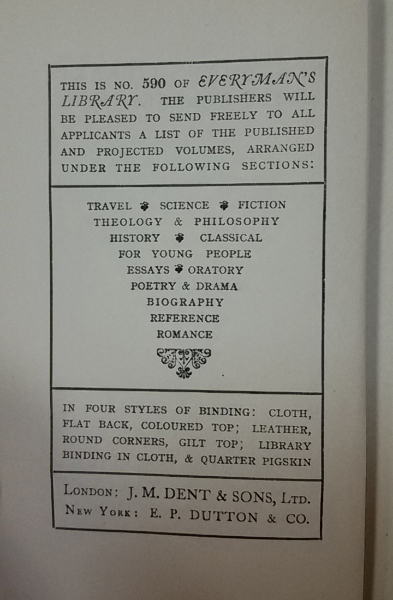 THIS IS NO. 590 OF EVERYMAN'S
LIBRARY. THE PUBLISHERS WILL
BE PLEASED TO SEND FREELY TO ALL
APPLICANTS A LIST OF THE PUBLISHED
AND PROJECTED VOLUMES, ARRANGED
UNDER THE FOLLOWING SECTIONS:
TRAVEL SCIENCE FICTION
THEOLOGY & PHILOSOPHY
HISTORY CLASSICAL
FOR YOUNG PEOPLE
ESSAYS ORATORY
POETRY & DRAMA
BIOGRAPHY
REFERENCE
ROMANCE
IN FOUR STYLES OF BINDING: CLOTH,
FLAT BACK, COLOURED TOP; LEATHER,
ROUND CORNERS, GILT TOP; LIBRARY
BINDING IN CLOTH, & QUARTER PIGSKIN
LONDON: J. M. DENT & SONS, LTD.
NEW YORK: E. P. DUTTON & CO.